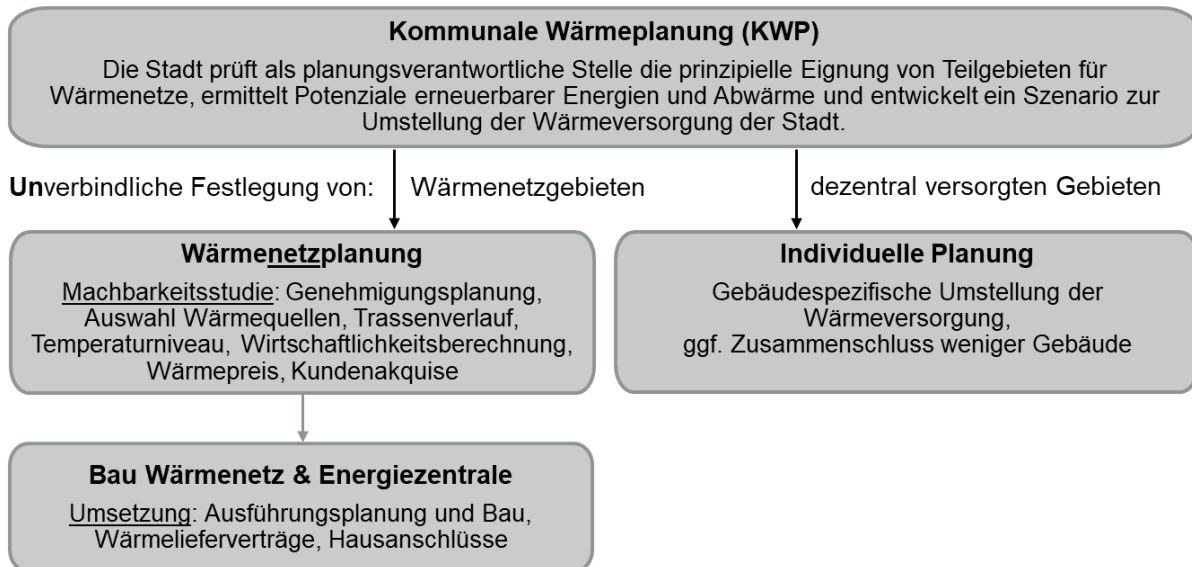 Kommunale Wärmeplanung (KWP)
Die Stadt prüft als planungsverantwortliche Stelle die prinzipielle Eignung von Teilgebieten für
Wärmenetze, ermittelt Potenziale erneuerbarer Energien und Abwärme und entwickelt ein Szenario zur
Umstellung der Wärmeversorgung der Stadt.
Unverbindliche Festlegung von:
Wärmenetzgebieten
dezentral versorgten Gebieten
Wärmenetzplanung
Machbarkeitsstudie: Genehmigungsplanung,
Auswahl Wärmequellen, Trassenverlauf,
Temperaturniveau, Wirtschaftlichkeitsberechnung,
Wärmepreis, Kundenakquise
Individuelle Planung
Gebäudespezifische Umstellung der
Wärmeversorgung,
ggf. Zusammenschluss weniger Gebäude
Bau Wärmenetz & Energiezentrale
Umsetzung: Ausführungsplanung und Bau,
Wärmelieferverträge, Hausanschlüsse